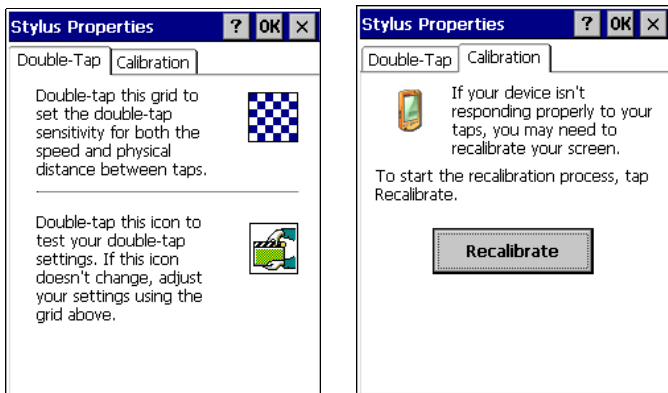 Stylus Properties ? OK ×
Double-Tap Calibration
Double-tap this grid to
set the double-tap
sensitivity for both the
speed and physical
distance between taps.
Double-tap this icon to
test your double-tap
settings. If this icon
doesn't change, adjust
your settings using the
grid above.
Stylus Properties ? OK ×
Double-Tap Calibration
If your device isn't
responding properly to your
taps, you may need to
recalibrate your screen.
To start the recalibration process, tap
Recalibrate.
Recalibrate